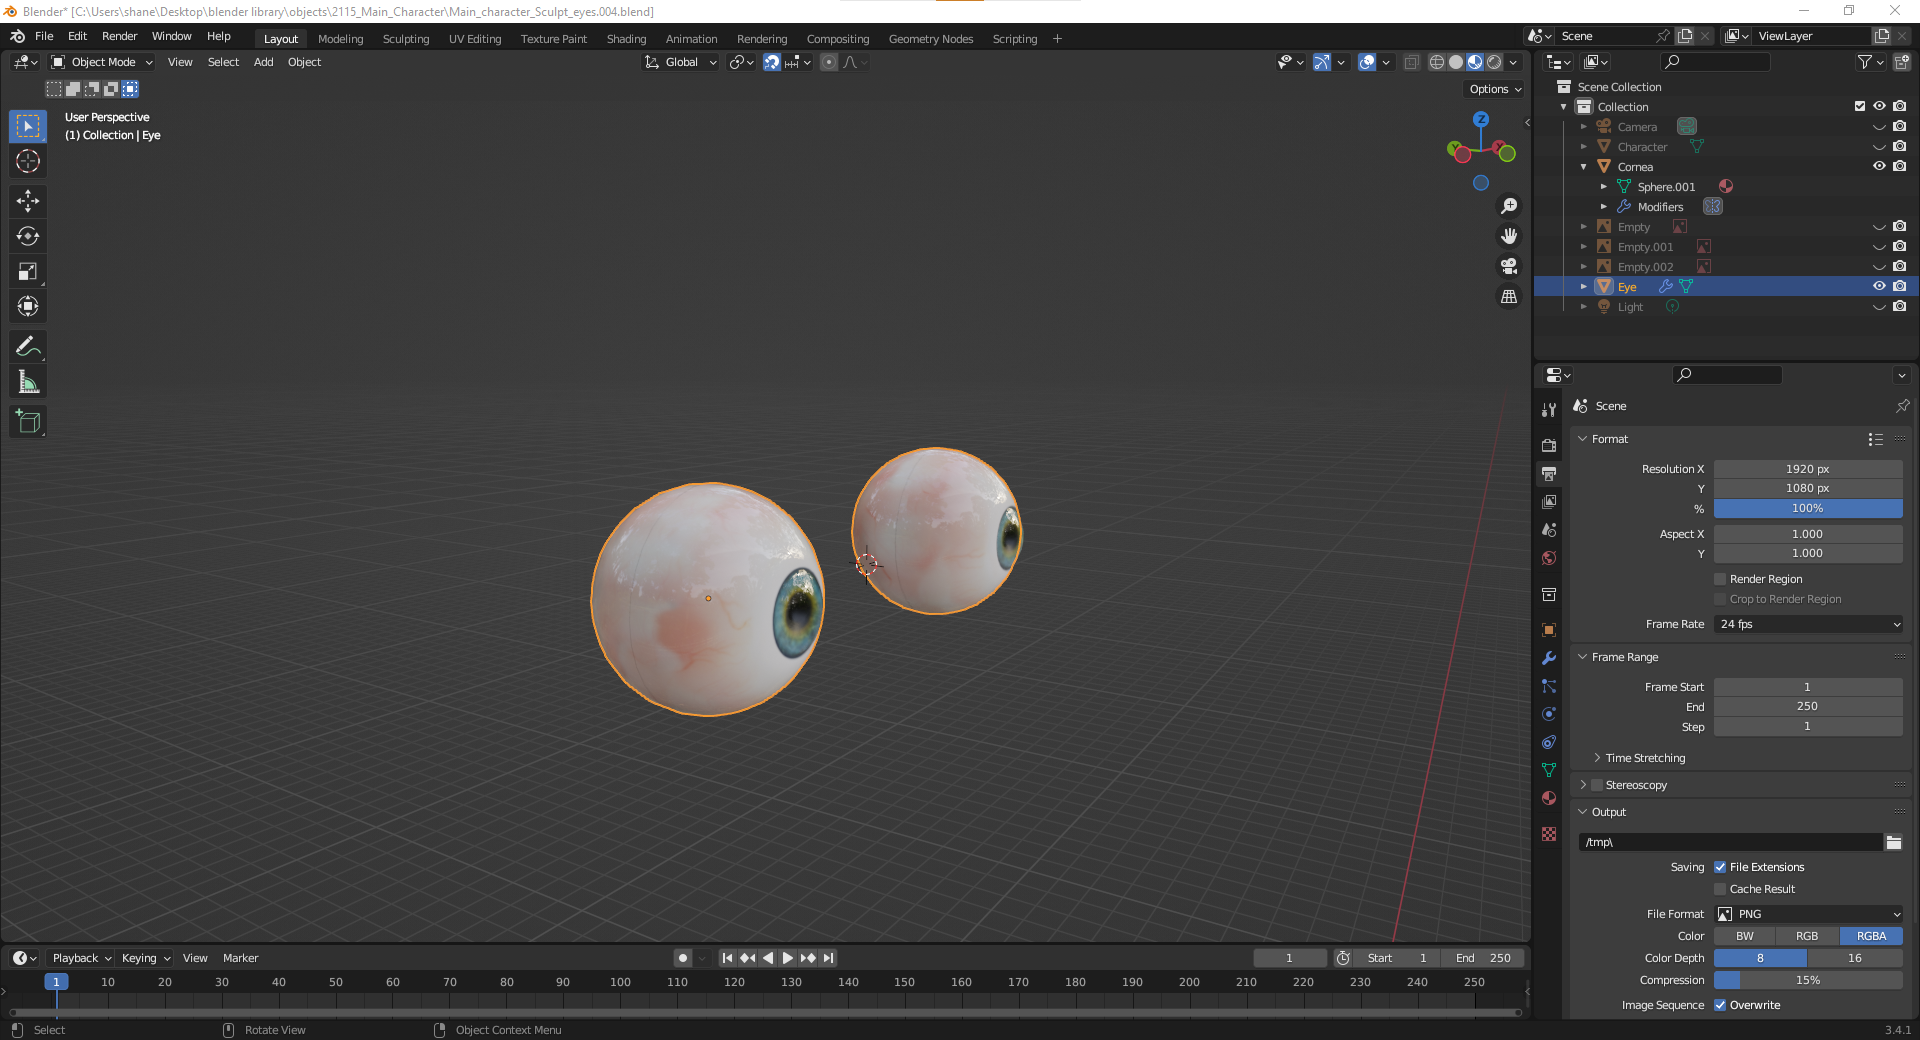 Blender* [C:\Users\shane\Desktop\blender library\objects\2115_Main_Character\Main_character_Sculpt_eyes.004.blend]
File Edit Render Window Help Layout Modeling Sculpting UV Editing Texture Paint Shading Animation Rendering Compositing Geometry Nodes Scripting + Scene ViewLayer
Object Mode View Select Add Object Global
Options
User Perspective
(1) Collection | Eye
Z
Y
X
Scene Collection
Collection
Camera
Character
Cornea
Sphere.001
Modifiers
Empty
Empty.001
Empty.002
Eye
Light
Scene
Format
Resolution X 1920 px
Y 1080 px
% 100%
Aspect X 1.000
Y 1.000
Render Region
Crop to Render Region
Frame Rate 24 fps
Frame Range
Frame Start 1
End 250
Step 1
Time Stretching
Stereoscopy
Output
/tmp\
Saving File Extensions
Cache Result
File Format PNG
Color BW RGB RGBA
Color Depth 8 16
Compression 15%
Image Sequence Overwrite
Playback Keying View Marker 1 Start 1 End 250
1 10 20 30 40 50 60 70 80 90 100 110 120 130 140 150 160 170 180 190 200 210 220 230 240 250
Select Rotate View Object Context Menu 3.4.1